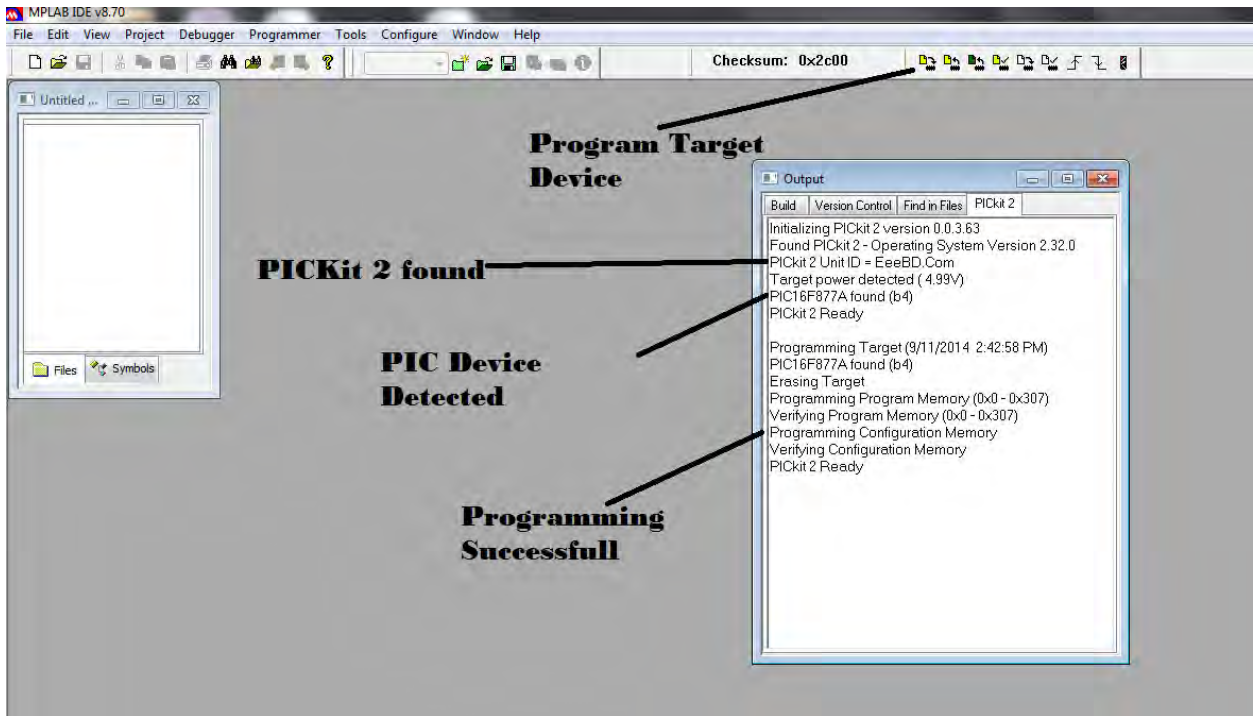 MPLAB IDE v8.70
File Edit View Project Debugger Programmer Tools Configure Window Help
Checksum: 0x2c00
Untitled ...
Files Symbols
Program Target
Device
PICKit 2 found
PIC Device
Detected
Programming
Successfull
Output
Build Version Control Find in Files PICkit 2
Initializing PICkit 2 version 0.0.3.63
Found PICkit 2 - Operating System Version 2.32.0
PICkit 2 Unit ID = EeeBD.Com
Target power detected ( 4.99V)
PIC16F877A found (b4)
PICkit 2 Ready
Programming Target (9/11/2014 2:42:58 PM)
PIC16F877A found (b4)
Erasing Target
Programming Program Memory (0x0 - 0x307)
Verifying Program Memory (0x0 - 0x307)
Programming Configuration Memory
Verifying Configuration Memory
PICkit 2 Ready